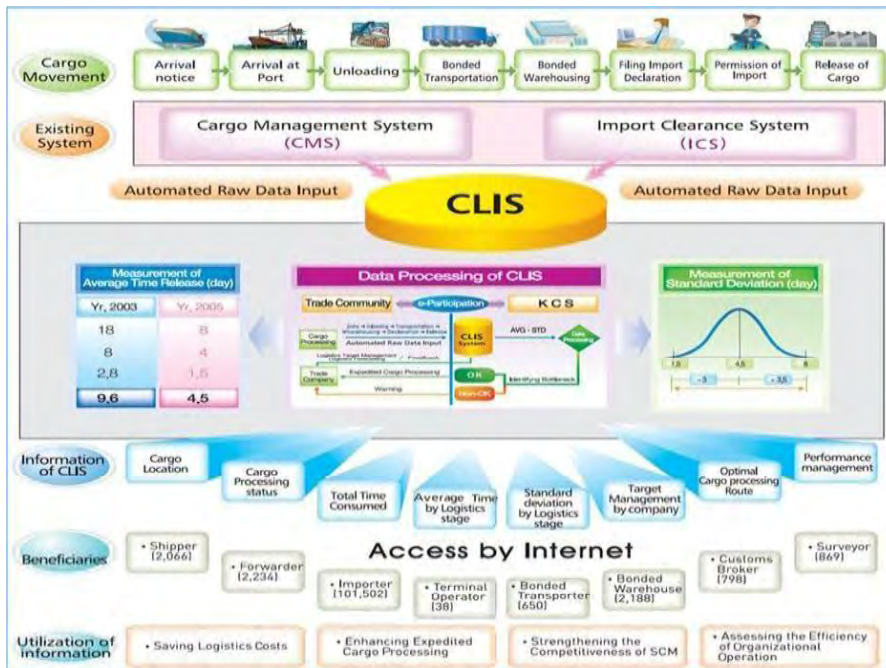 Cargo
Movement
Arrival
notice
Arrival at
Port
Unloading
Bonded
Transportation
Bonded
Warehousing
Filing Import
Declaration
Permission of
Import
Release of
Cargo
Existing
System
Cargo Management System
(CMS)
Import Clearance System
(ICS)
Automated Raw Data Input
CLIS
Automated Raw Data Input
Measurement of
Average Time Release (day)
Yr, 2003
18
8
2,8
9,6
8
4
1,5
4,5
Data Processing of CLIS
Trade Community
e-Participation
KCS
Cargo
Processing
Automated Raw Data Input
CLIS
System
AVG - STD
Data
Processing
Trade
Company
Expedited Cargo Processing
OK
Identifying Bottleneck
Warning
Non-OK
Measurement of
Standard Deviation (day)
1,5
4,5
8
- 3
+ 3,5
Information
of CLIS
Cargo
Location
Cargo
Processing
status
Total Time
Consumed
Average Time
by Logistics
stage
Standard
deviation
by Logistics
stage
Target
Management
by company
Optimal
Cargo processing
Route
Performance
management
Beneficiaries
Access by Internet
• Shipper
(2,066)
• Forwarder
(2,234)
• Importer
(101,502)
• Terminal
Operator
(38)
• Bonded
Transporter
(650)
• Bonded
Warehouse
(2,188)
• Customs
Broker
(798)
• Surveyor
(869)
Utilization of
information
• Saving Logistics Costs
• Enhancing Expedited
Cargo Processing
• Strengthening the
Competitiveness of SCM
• Assessing the Efficiency
of Organizational
Operation